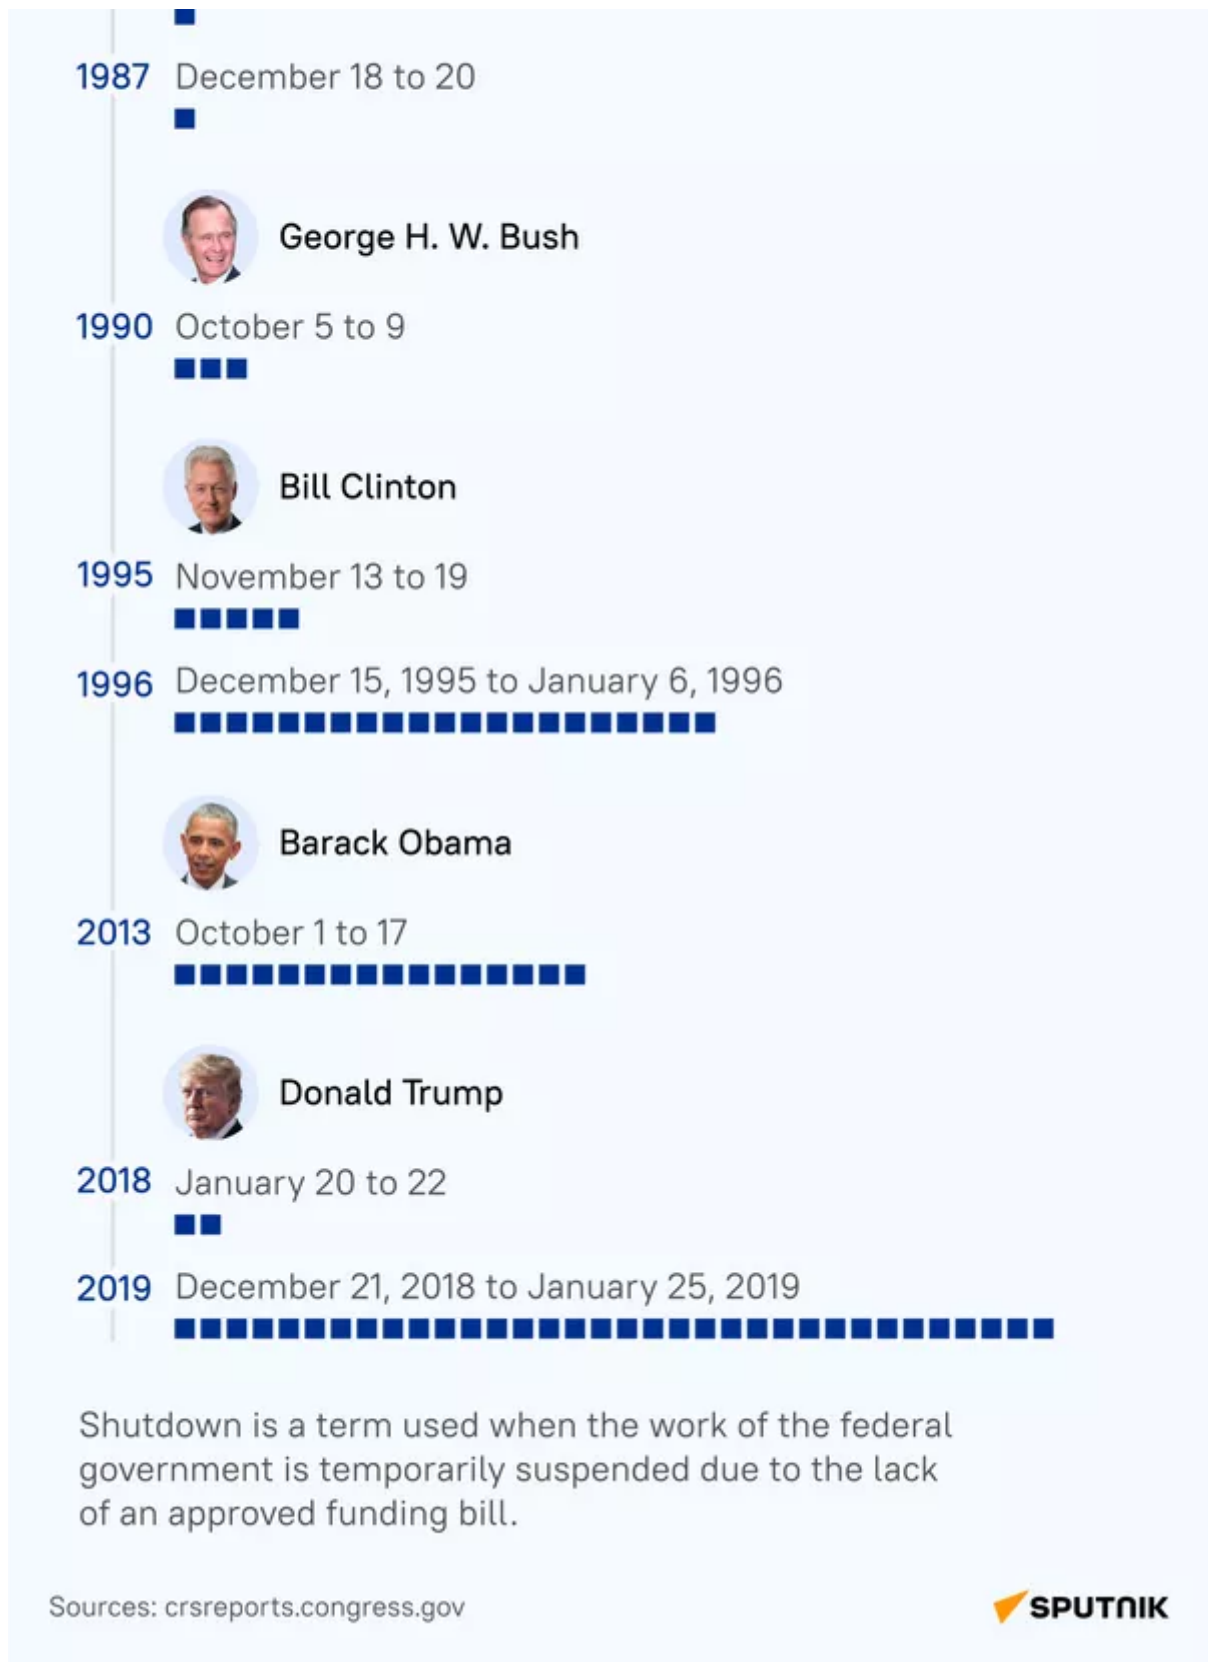 1987 December 18 to 20
George H. W. Bush
1990 October 5 to 9
Bill Clinton
1995 November 13 to 19
1996 December 15, 1995 to January 6, 1996
Barack Obama
2013 October 1 to 17
Donald Trump
2018 January 20 to 22
2019 December 21, 2018 to January 25, 2019
Shutdown is a term used when the work of the federal
government is temporarily suspended due to the lack
of an approved funding bill.
Sources: crsreports.congress.gov
SPUTNIK